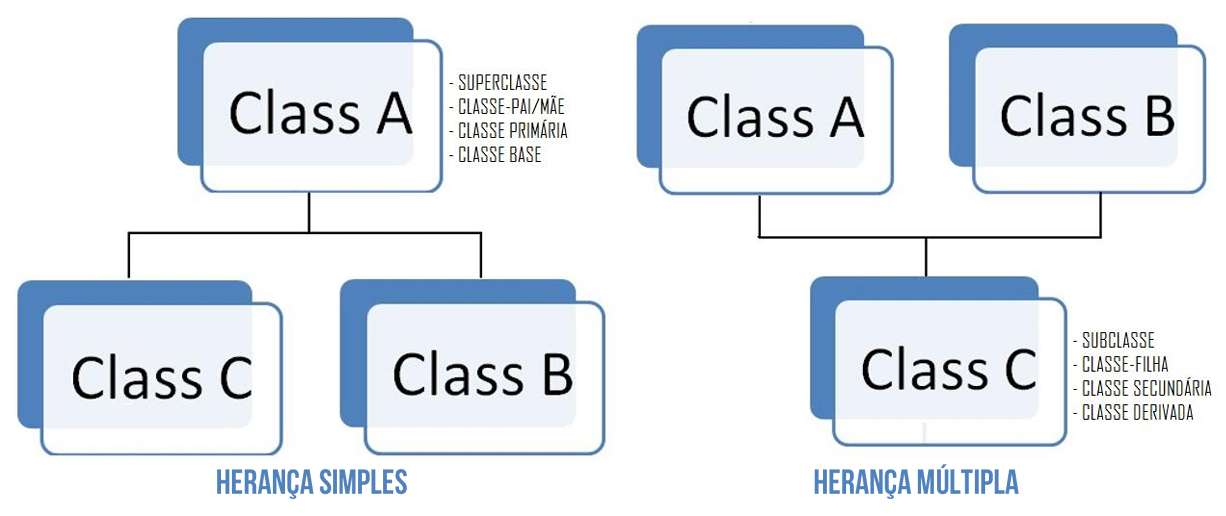 Class A
- SUPERCLASSE
- CLASSE-PAI/MÃE
- CLASSE PRIMÁRIA
- CLASSE BASE
Class C
Class B
HERANÇA SIMPLES
Class A
Class B
Class C
- SUBCLASSE
- CLASSE-FILHA
- CLASSE SECUNDÁRIA
- CLASSE DERIVADA
HERANÇA MÚLTIPLA